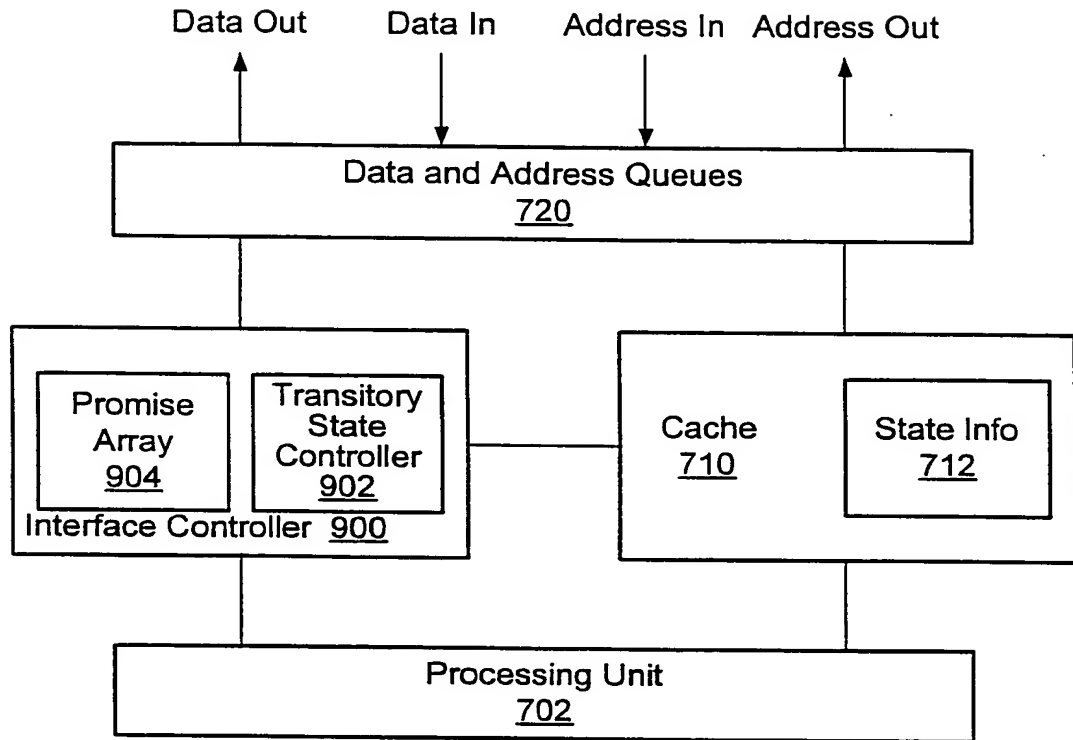 Data Out
Data In
Address In
Address Out
Data and Address Queues
720
Promise
Array
904
Transitory
State
Controller
902
Interface Controller 900
Cache
710
State Info
712
Processing Unit
702